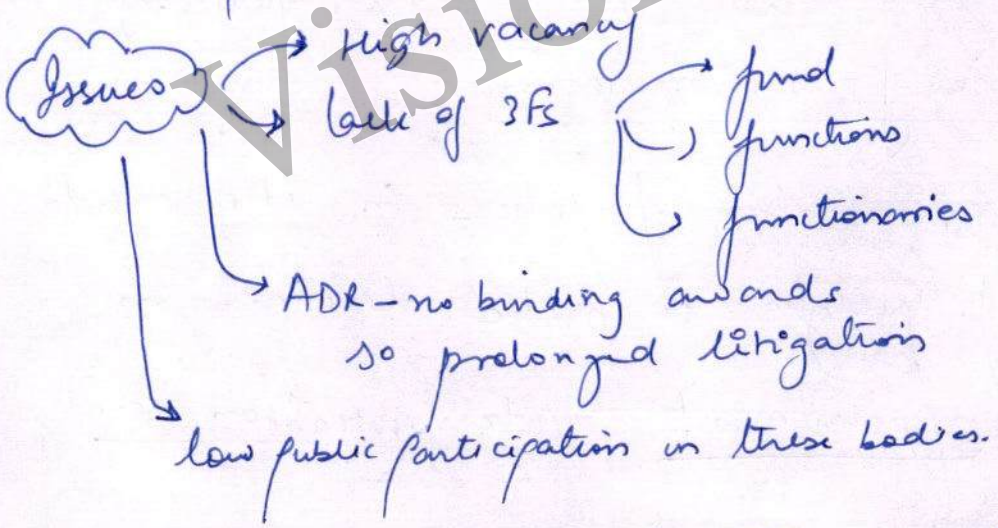 Issues
High vacancy
lack of 3Fs
fund
functions
functionaries
ADR - no binding awards
so prolonged litigation
low public participation in these bodies.
Vision